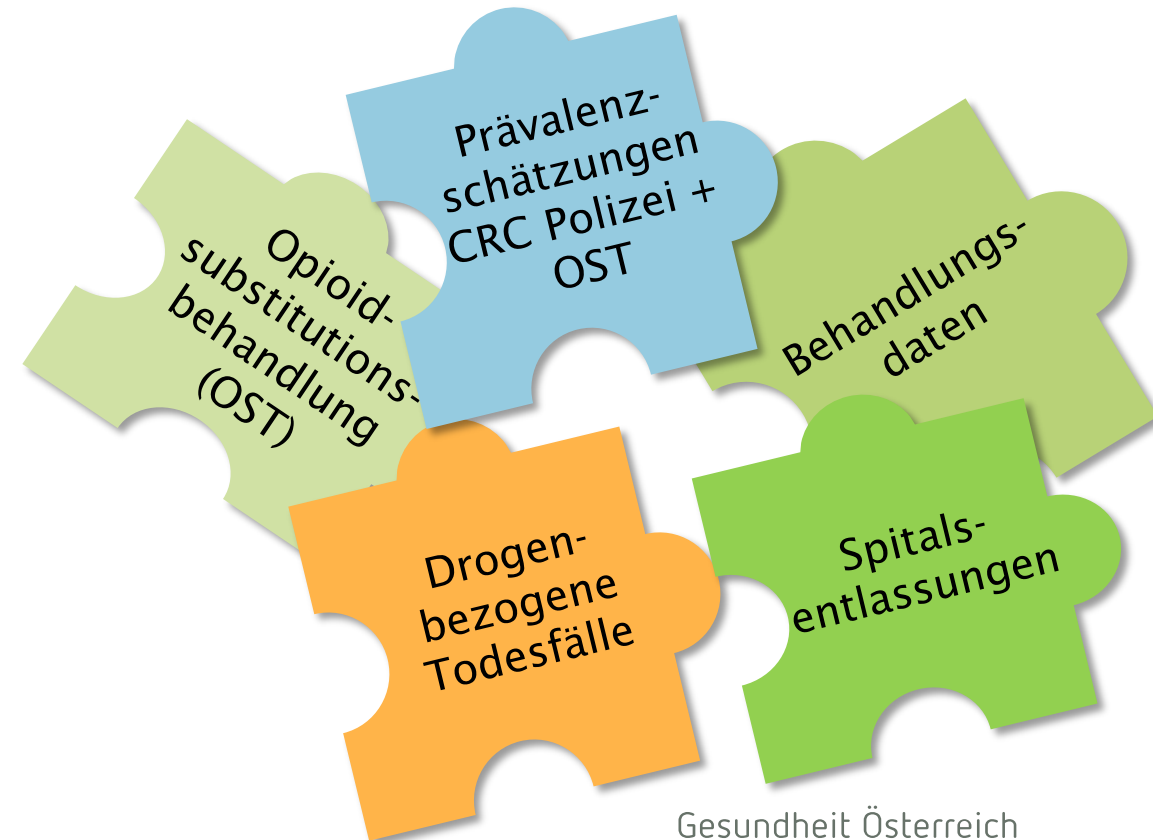 Prävalenz-
schätzungen
CRC Polizei +
OST
Opioid-
substitutions-
behandlung
(OST)
Behandlungs-
daten
Drogen-
bezogene
Todesfälle
Spitals-
entlassungen
Gesundheit Österreich